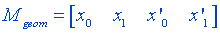 M_geom = [x_0 x_1 x'_0 x'_1]